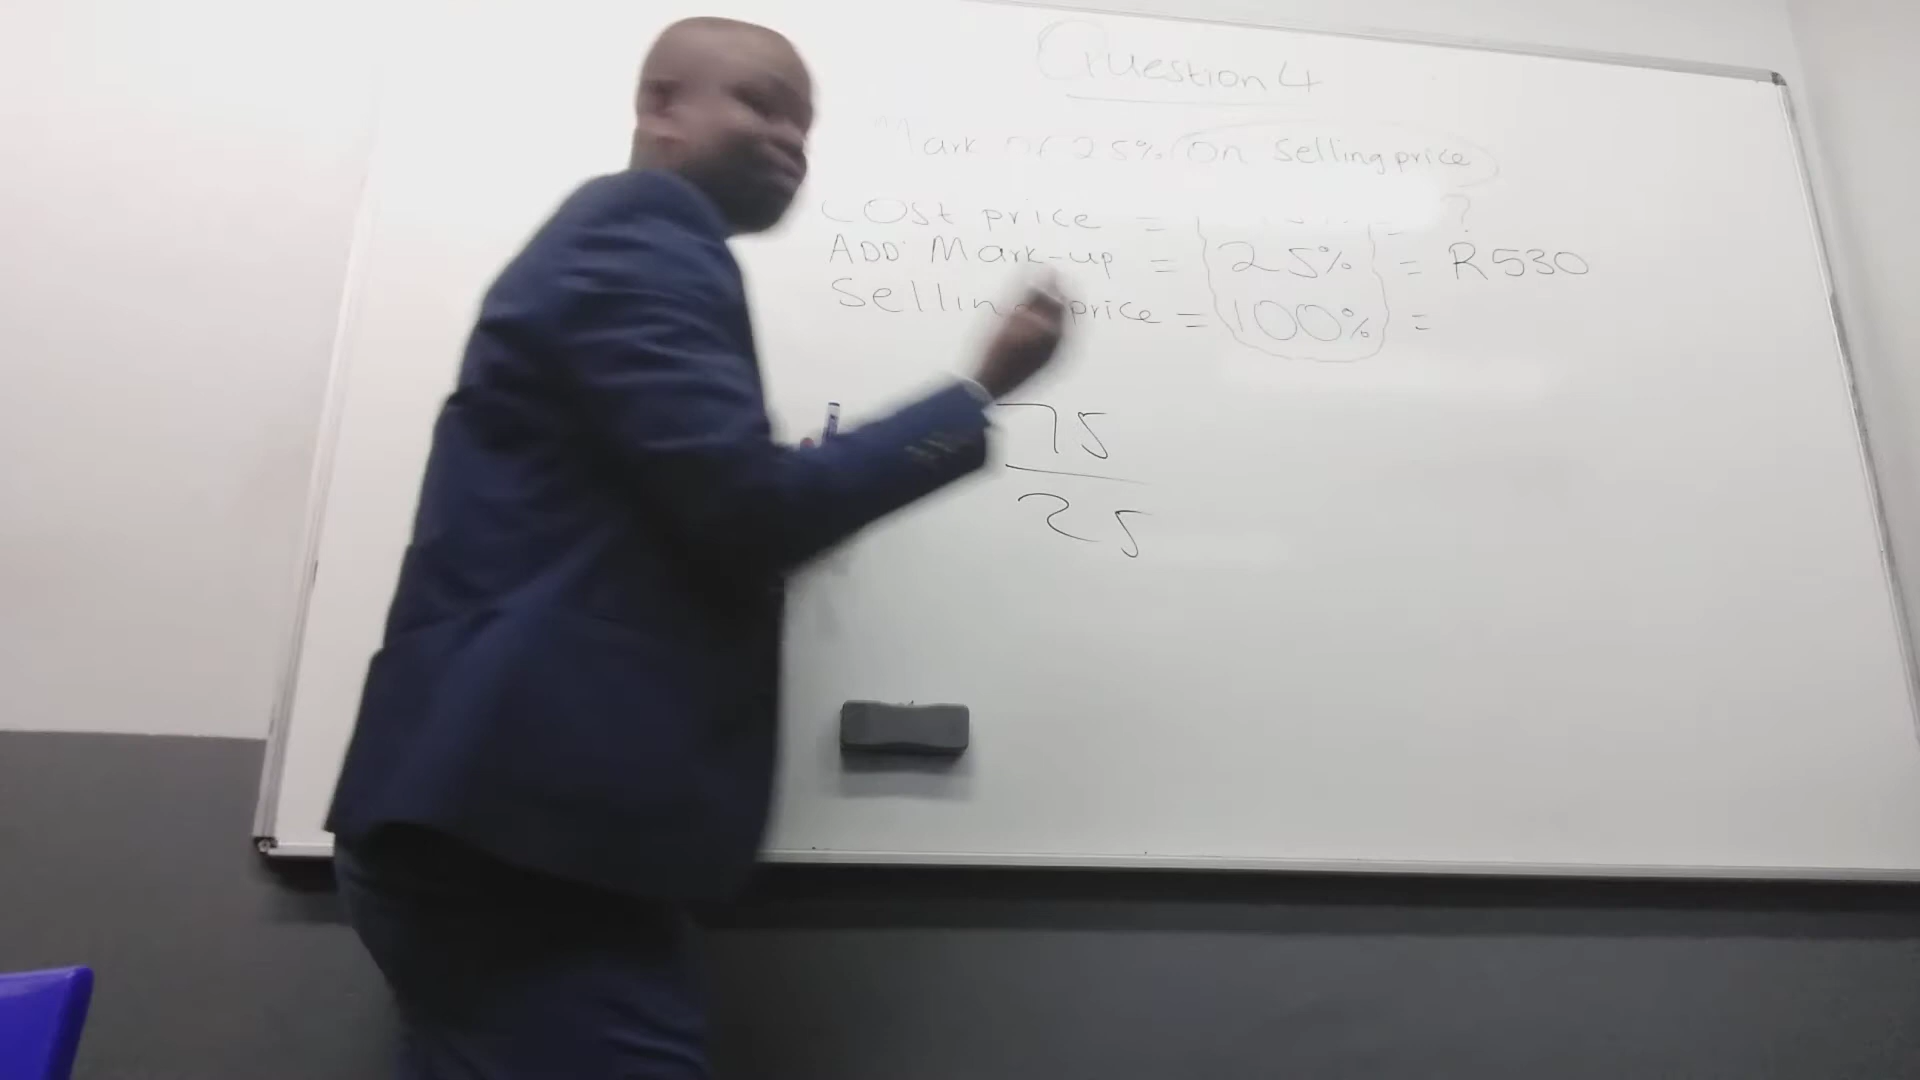 Question 4
Mark 25% on selling price
Cost price = = ?
ADD Mark-up = 25% = R530
Selling price = 100% =
75
25